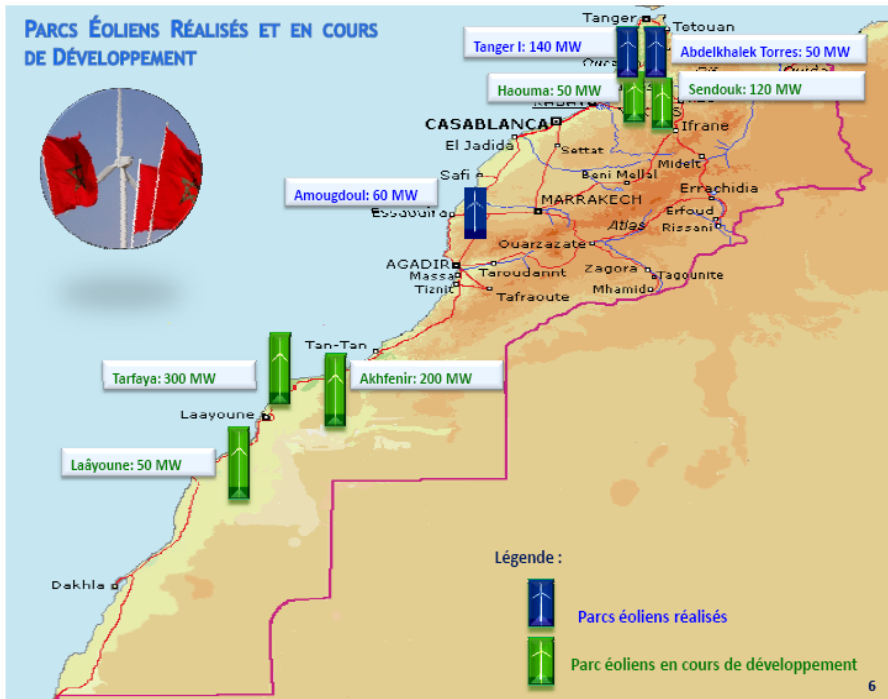 PARCS ÉOLIENS RÉALISÉS ET EN COURS
DE DÉVELOPPEMENT
Tanger
Tetouan
Tanger I: 140 MW
Abdelkhalek Torres: 50 MW
Haouma: 50 MW
Sendouk: 120 MW
CASABLANCA
Ifrane
El Jadida
Settat
Midelt
Safi
Beni Mellal
Errachidia
Amougdoul: 60 MW
MARRAKECH
Essaouira
Erfoud
Atlas
Rissani
Ouarzazate
AGADIR
Massa
Taroudannt
Zagora
Tagounite
Tiznit
Tafraoute
Mhamid
Tan-Tan
Tarfaya: 300 MW
Akhfenir: 200 MW
Laayoune
Laâyoune: 50 MW
Légende :
Dakhla
Parcs éoliens réalisés
Parc éoliens en cours de développement
6